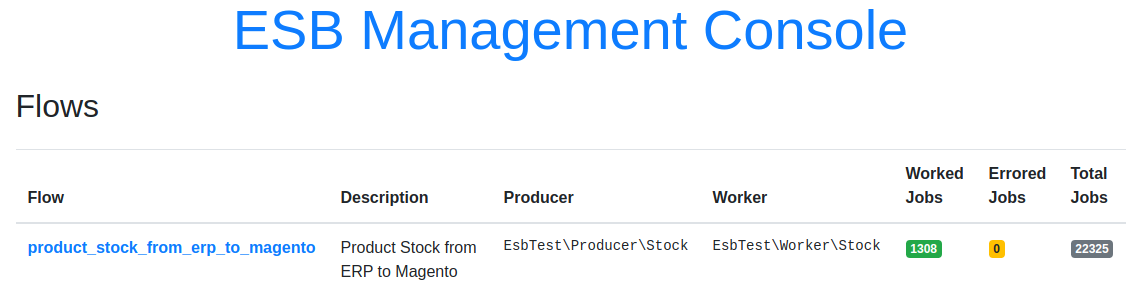 ESB Management Console
Flows
Flow Description Producer Worker Worked Jobs Errored Jobs Total Jobs
product_stock_from_erp_to_magento Product Stock from EsbTest\Producer\Stock EsbTest\Worker\Stock 1308 0 22325
ERP to Magento